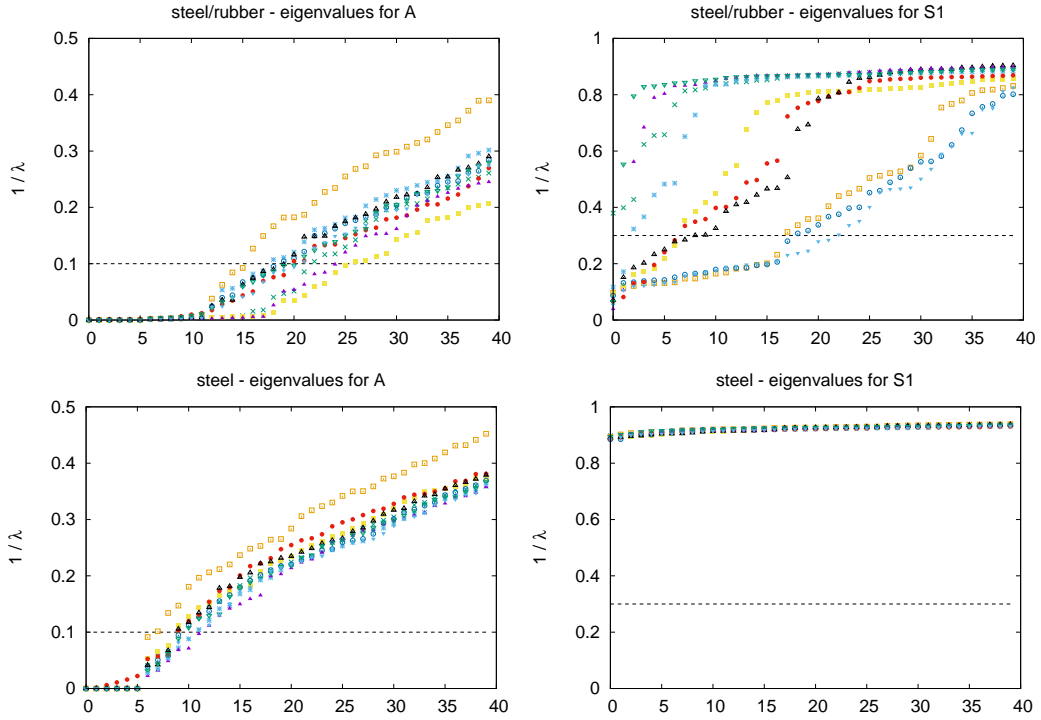 steel/rubber - eigenvalues for A
1 / λ
0.5
0.4
0.3
0.2
0.1
0
0 5 10 15 20 25 30 35 40
steel/rubber - eigenvalues for S1
1 / λ
1
0.8
0.6
0.4
0.2
0
0 5 10 15 20 25 30 35 40
steel - eigenvalues for A
1 / λ
0.5
0.4
0.3
0.2
0.1
0
0 5 10 15 20 25 30 35 40
steel - eigenvalues for S1
1 / λ
1
0.8
0.6
0.4
0.2
0
0 5 10 15 20 25 30 35 40